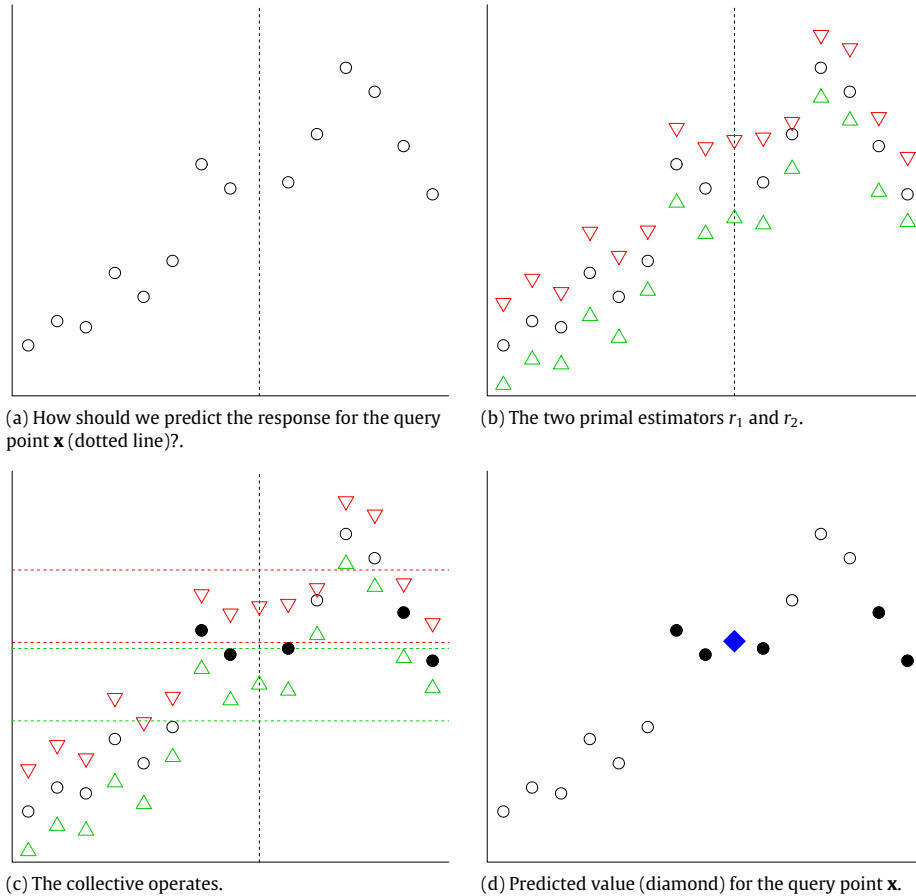 (a) How should we predict the response for the query
point x (dotted line)?.
(b) The two primal estimators r₁ and r₂.
(c) The collective operates.
(d) Predicted value (diamond) for the query point x.